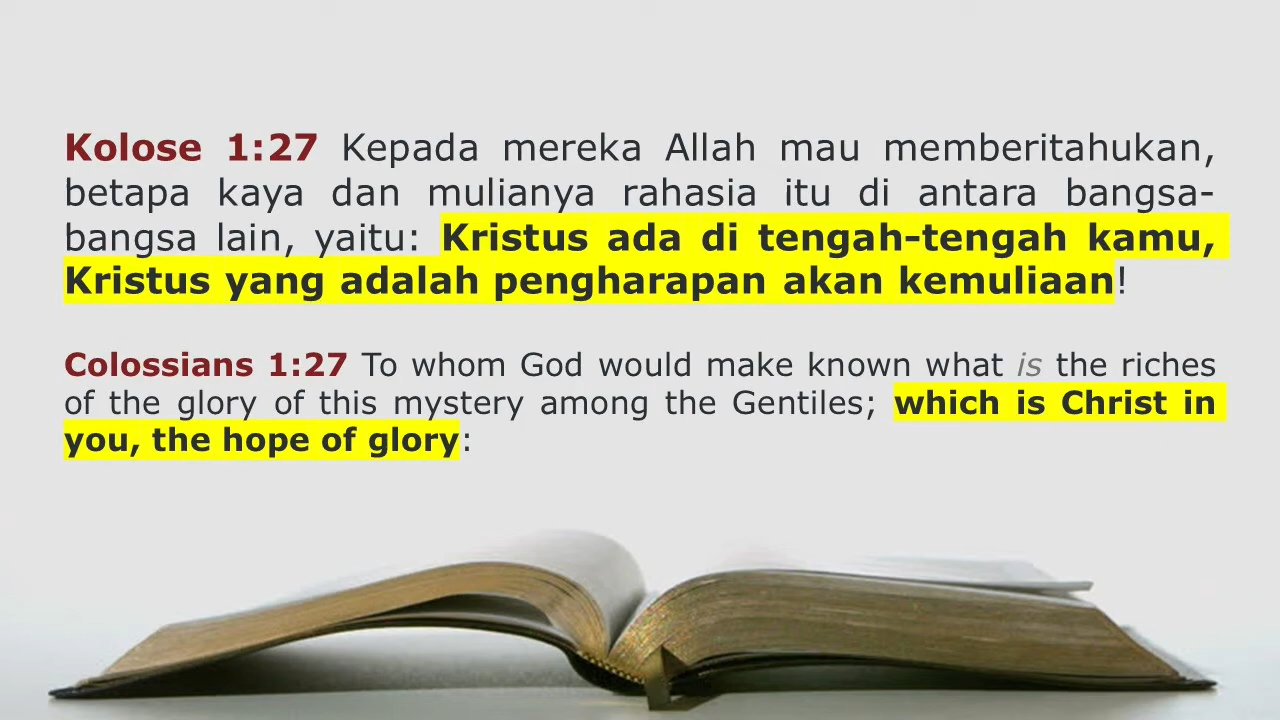 Kolose 1:27 Kepada mereka Allah mau memberitahukan,
betapa kaya dan mulianya rahasia itu di antara bangsa-
bangsa lain, yaitu: Kristus ada di tengah-tengah kamu,
Kristus yang adalah pengharapan akan kemuliaan!
Colossians 1:27 To whom God would make known what is the riches
of the glory of this mystery among the Gentiles; which is Christ in
you, the hope of glory: